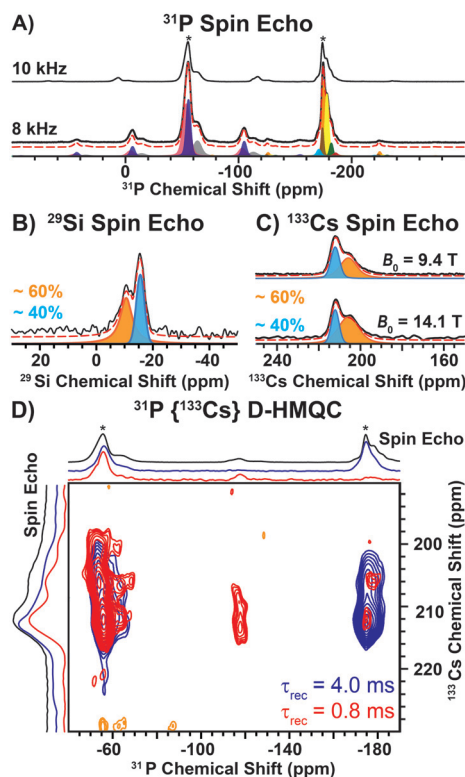 A) ³¹P Spin Echo
* *
10 kHz
8 kHz
0 -100 -200
³¹P Chemical Shift (ppm)
B) ²⁹Si Spin Echo
~ 60%
~ 40%
20 0 -20 -40
²⁹Si Chemical Shift (ppm)
C) ¹³³Cs Spin Echo
B₀ = 9.4 T
~ 60%
~ 40%
B₀ = 14.1 T
250 200 150
¹³³Cs Chemical Shift (ppm)
D) ³¹P {¹³³Cs} D-HMQC
* *
Spin Echo
Spin Echo
200
210
220
¹³³Cs Chemical Shift (ppm)
τrec = 4.0 ms
τrec = 0.8 ms
-60 -100 -140 -180
³¹P Chemical Shift (ppm)